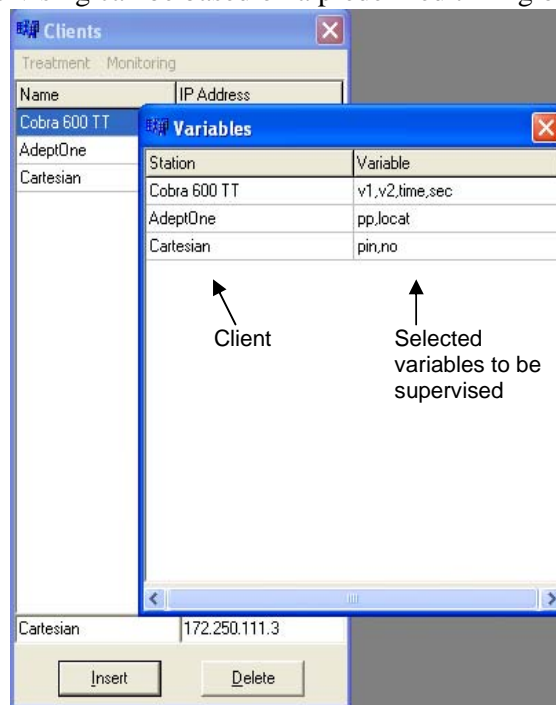 Clients
Treatment Monitoring
Name IP Address
Cobra 600 TT
AdeptOne
Cartesian
Variables
Station Variable
Cobra 600 TT v1,v2,time,sec
AdeptOne pp,locat
Cartesian pin,no
Client
Selected
variables to be
supervised
Cartesian 172.250.111.3
Insert Delete